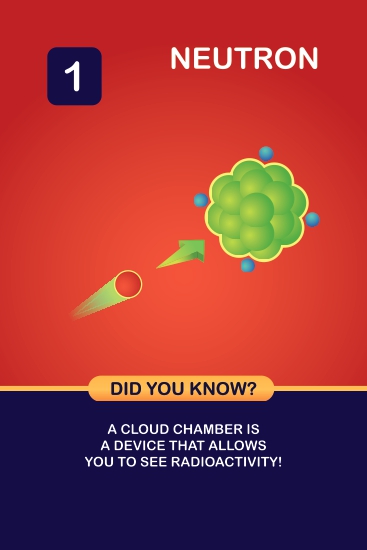 1
NEUTRON
DID YOU KNOW?
A CLOUD CHAMBER IS
A DEVICE THAT ALLOWS
YOU TO SEE RADIOACTIVITY!